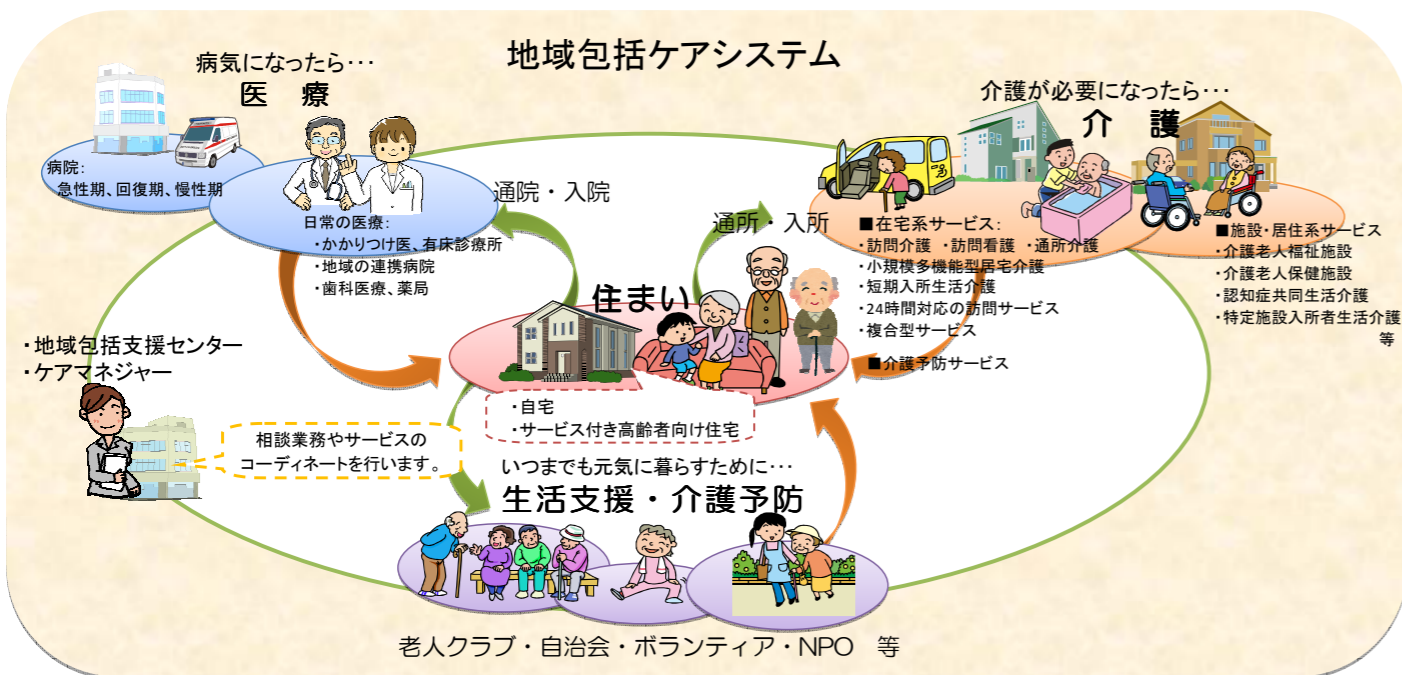 地域包括ケアシステム
病気になったら･･･
医　療
病院:
急性期、回復期、慢性期
日常の医療:
・かかりつけ医、有床診療所
・地域の連携病院
・歯科医療、薬局
通院・入院
通所・入所
介護が必要になったら･･･
介　護
■在宅系サービス:
・訪問介護　・訪問看護　・通所介護
・小規模多機能型居宅介護
・短期入所生活介護
・24時間対応の訪問サービス
・複合型サービス
■介護予防サービス
■施設・居住系サービス
・介護老人福祉施設
・介護老人保健施設
・認知症共同生活介護
・特定施設入所者生活介護
等
住まい
・自宅
・サービス付き高齢者向け住宅
・地域包括支援センター
・ケアマネジャー
相談業務やサービスの
コーディネートを行います。
いつまでも元気に暮らすために･･･
生活支援・介護予防
老人クラブ・自治会・ボランティア・NPO　等